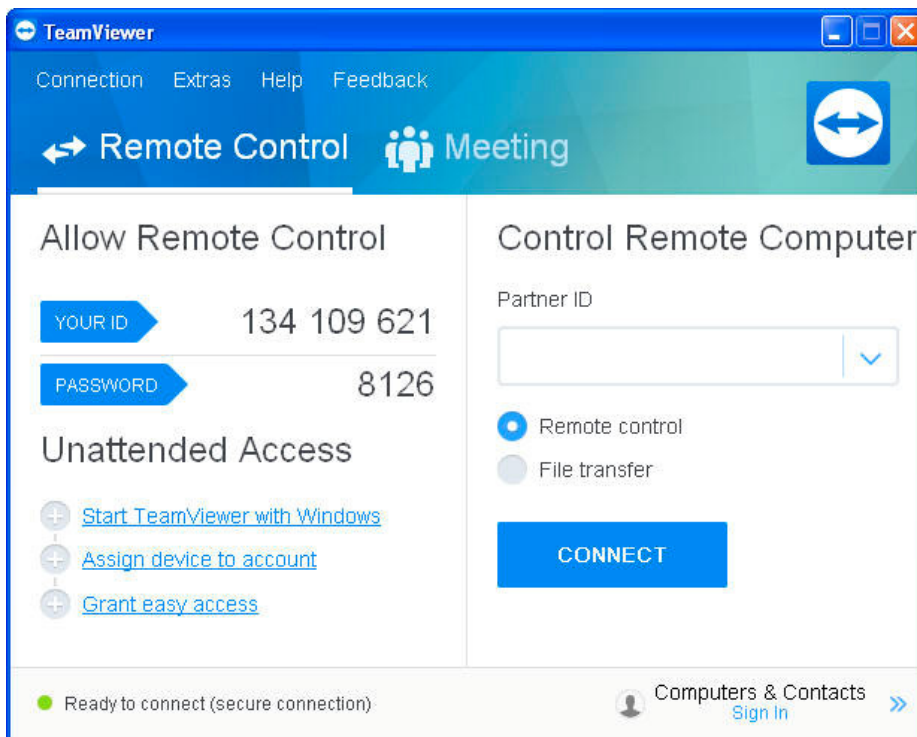 TeamViewer
Connection Extras Help Feedback
Remote Control Meeting
Allow Remote Control
YOUR ID 134 109 621
PASSWORD 8126
Unattended Access
Start TeamViewer with Windows
Assign device to account
Grant easy access
Control Remote Computer
Partner ID
Remote control
File transfer
CONNECT
Ready to connect (secure connection)
Computers & Contacts
Sign In